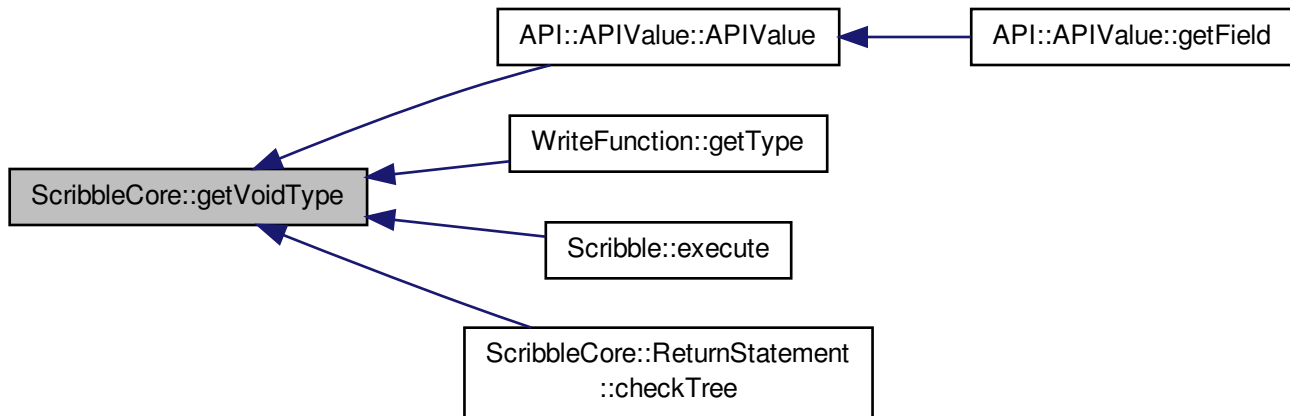 API::APIValue::APIValue
API::APIValue::getField
WriteFunction::getType
ScribbleCore::getVoidType
Scribble::execute
ScribbleCore::ReturnStatement
::checkTree